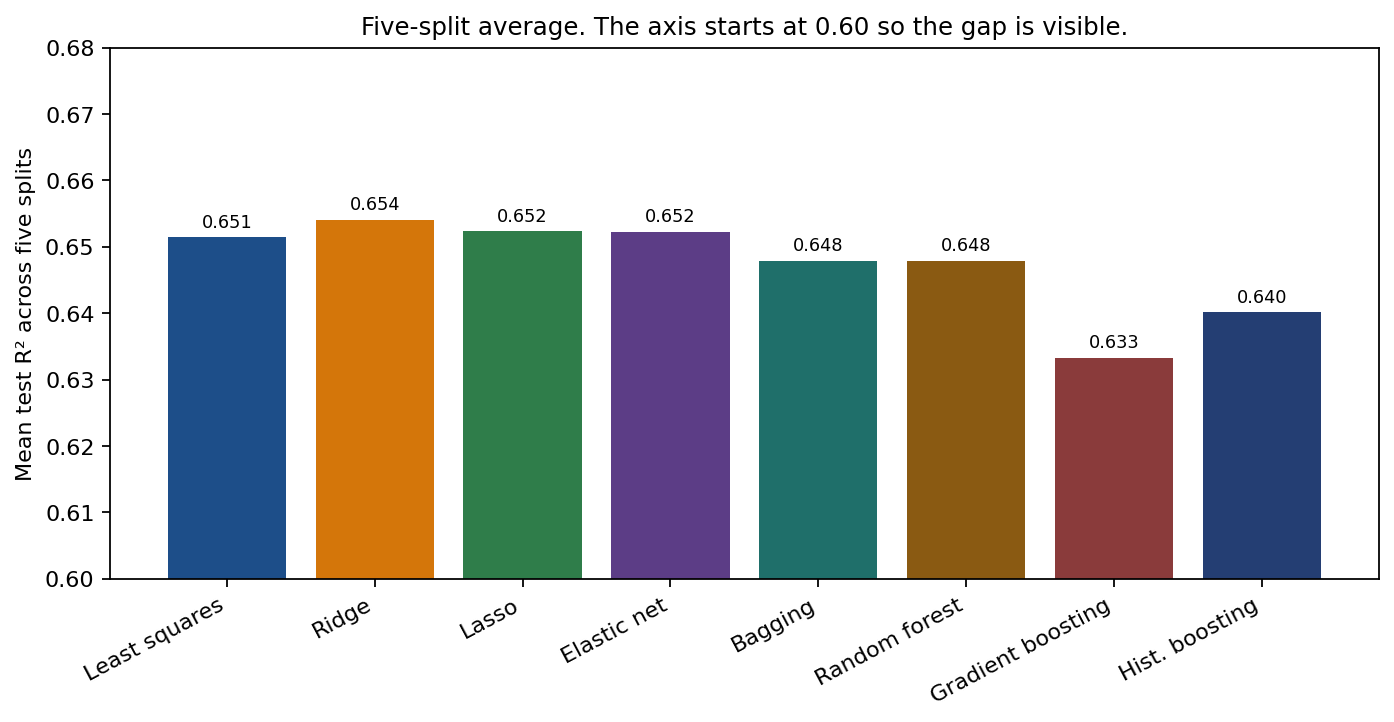 Five-split average. The axis starts at 0.60 so the gap is visible.
Mean test R² across five splits
0.68
0.67
0.66
0.65
0.64
0.63
0.62
0.61
0.60
0.651
0.654
0.652
0.652
0.648
0.648
0.633
0.640
Least squares
Ridge
Lasso
Elastic net
Bagging
Random forest
Gradient boosting
Hist. boosting